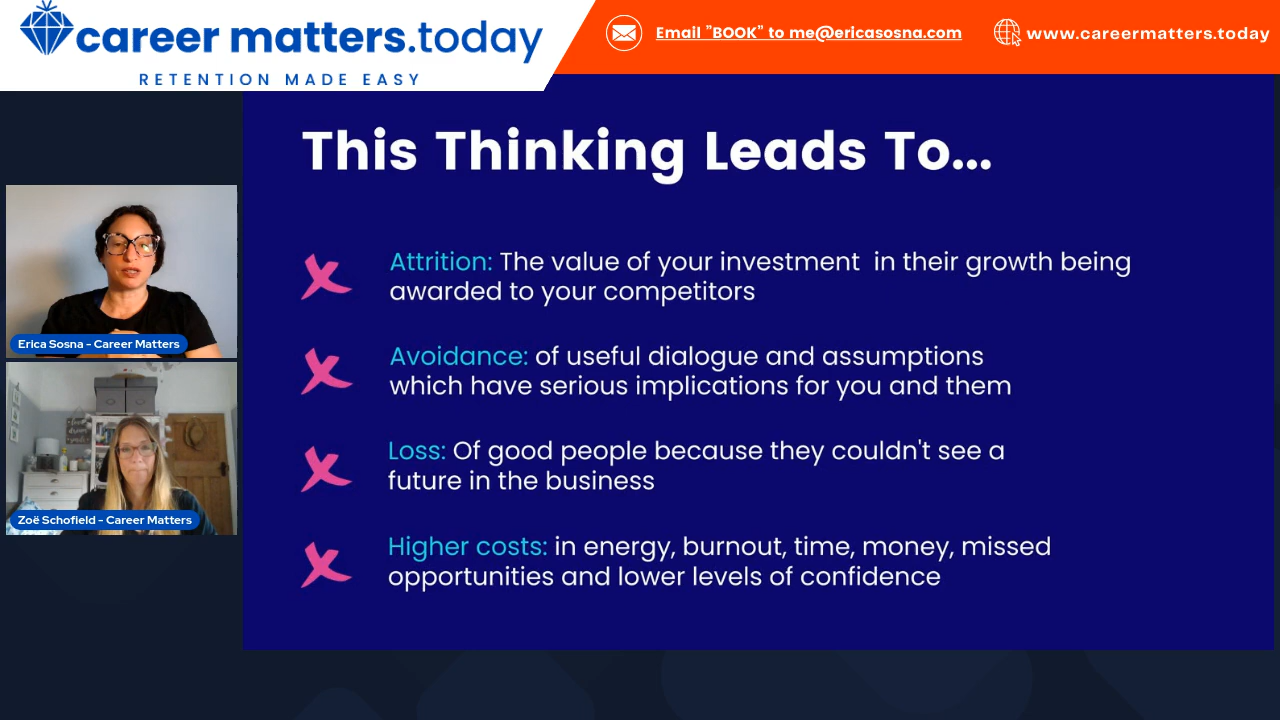 career matters.today
RETENTION MADE EASY
Email "BOOK" to me@ericasosna.com
www.careermatters.today
This Thinking Leads To...
Attrition: The value of your investment in their growth being
awarded to your competitors
Avoidance: of useful dialogue and assumptions
which have serious implications for you and them
Loss: Of good people because they couldn't see a
future in the business
Higher costs: in energy, burnout, time, money, missed
opportunities and lower levels of confidence
Erica Sosna - Career Matters
Zoë Schofield - Career Matters